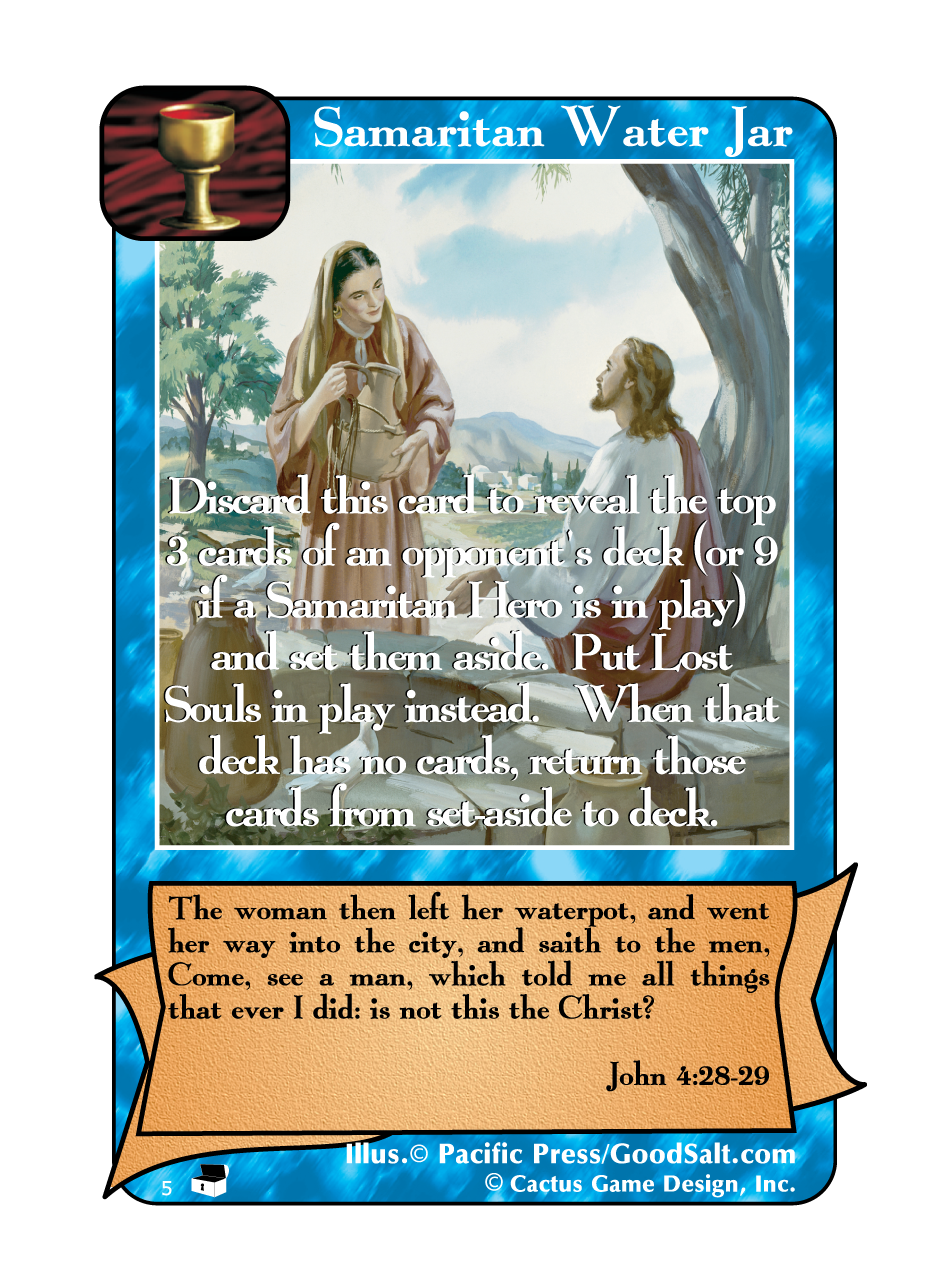 Samaritan Water Jar
Discard this card to reveal the top
3 cards of an opponent's deck (or 9
if a Samaritan Hero is in play)
and set them aside. Put Lost
Souls in play instead. When that
deck has no cards, return those
cards from set-aside to deck.
The woman then left her waterpot, and went
her way into the city, and saith to the men,
Come, see a man, which told me all things
that ever I did: is not this the Christ?
John 4:28-29
Illus.© Pacific Press/GoodSalt.com
5
© Cactus Game Design, Inc.